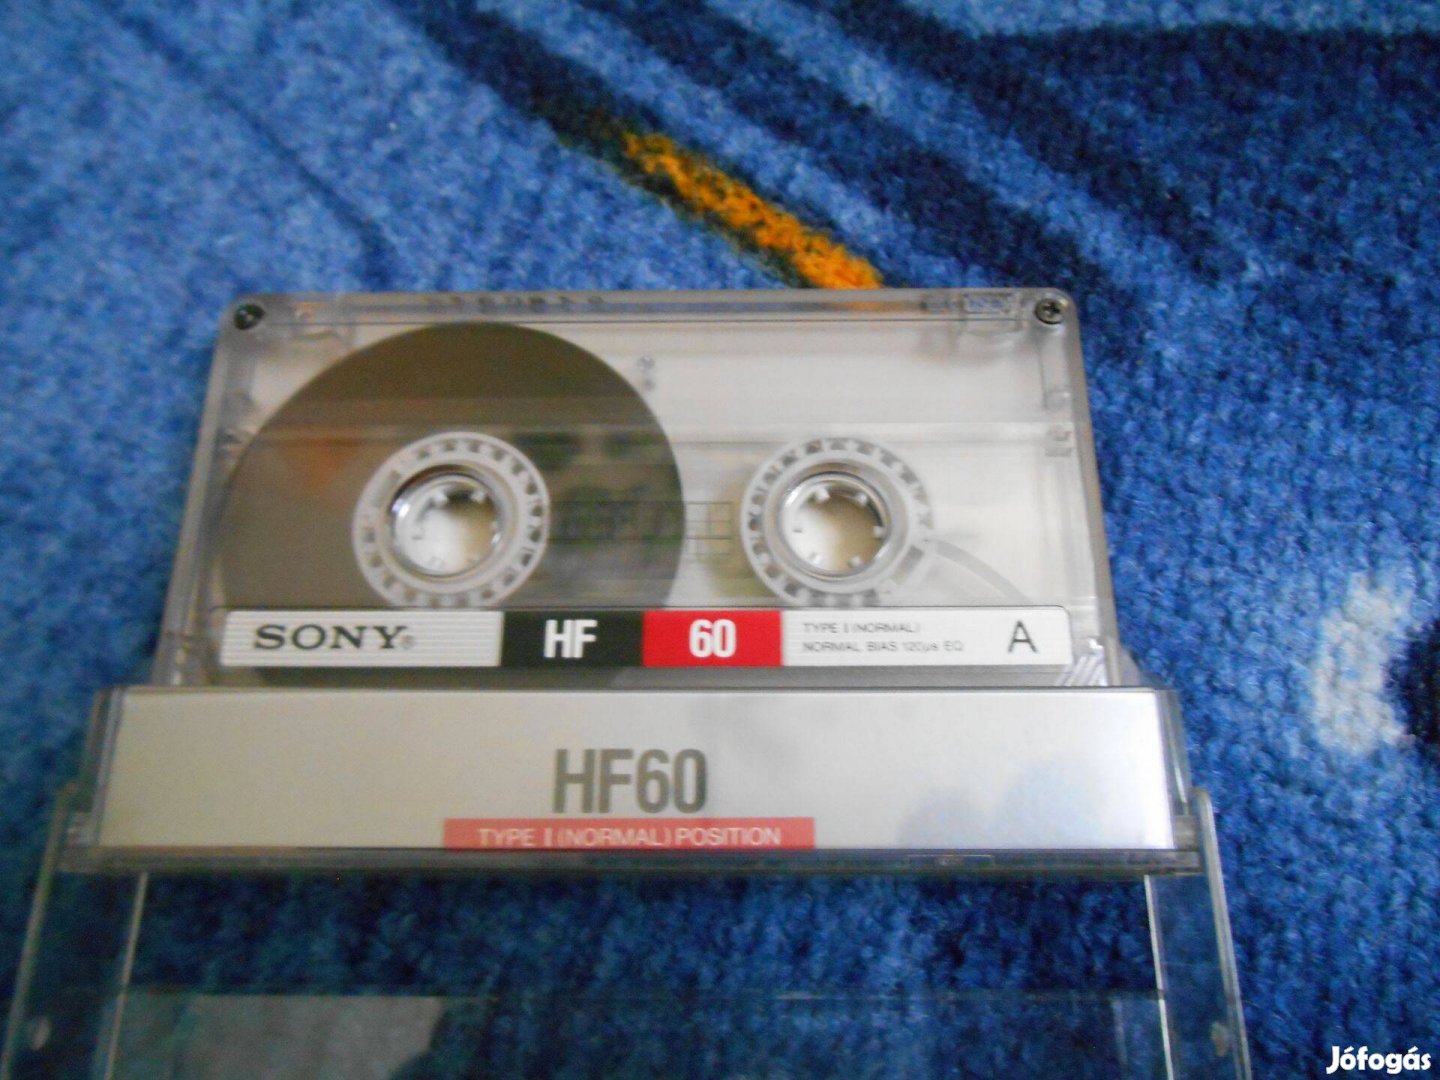 SONY®
HF
60
TYPE I (NORMAL)
NORMAL BIAS 120µs EQ
A
HF60
TYPE I (NORMAL) POSITION
Jófogás